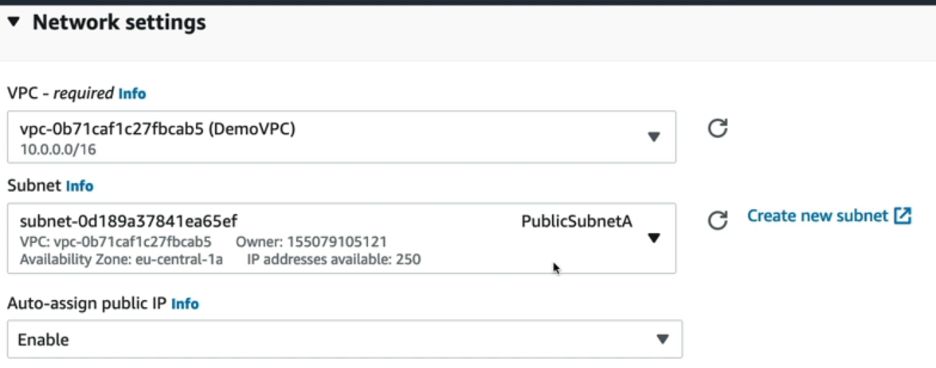 Network settings
VPC - required Info
vpc-0b71caf1c27fbcab5 (DemoVPC)
10.0.0.0/16
Subnet Info
subnet-0d189a37841ea65ef PublicSubnetA
VPC: vpc-0b71caf1c27fbcab5 Owner: 155079105121
Availability Zone: eu-central-1a IP addresses available: 250
Create new subnet
Auto-assign public IP Info
Enable